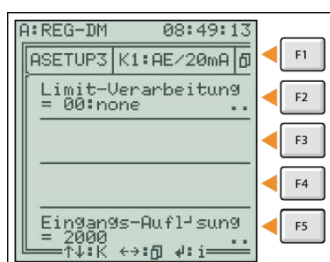 A:REG-DM 08:49:13
ASETUP3 K1:AE/20mA
F1
Limit-Verarbeitung
= 00:none ..
F2
F3
F4
Eingangs-Aufl┘sung
= 2000 ..
F5
↑↓:K ←→: ↲:i